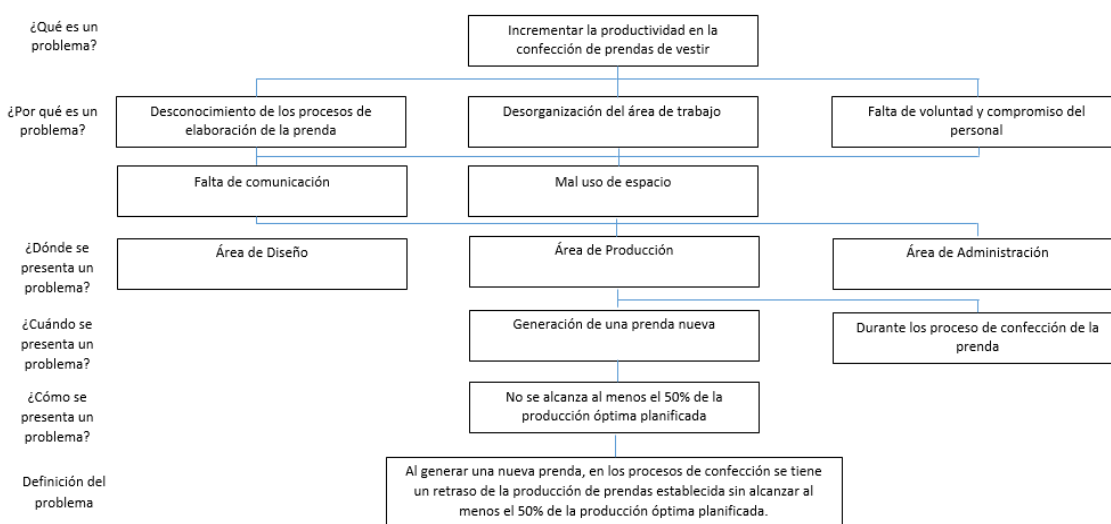 ¿Qué es un
problema?
Incrementar la productividad en la
confección de prendas de vestir
¿Por qué es un
problema?
Desconocimiento de los procesos de
elaboración de la prenda
Desorganización del área de trabajo
Falta de voluntad y compromiso del
personal
Falta de comunicación
Mal uso de espacio
¿Dónde se
presenta un
problema?
Área de Diseño
Área de Producción
Área de Administración
¿Cuándo se
presenta un
problema?
Generación de una prenda nueva
Durante los proceso de confección de la
prenda
¿Cómo se
presenta un
problema?
No se alcanza al menos el 50% de la
producción óptima planificada
Definición del
problema
Al generar una nueva prenda, en los procesos de confección se tiene
un retraso de la producción de prendas establecida sin alcanzar al
menos el 50% de la producción óptima planificada.